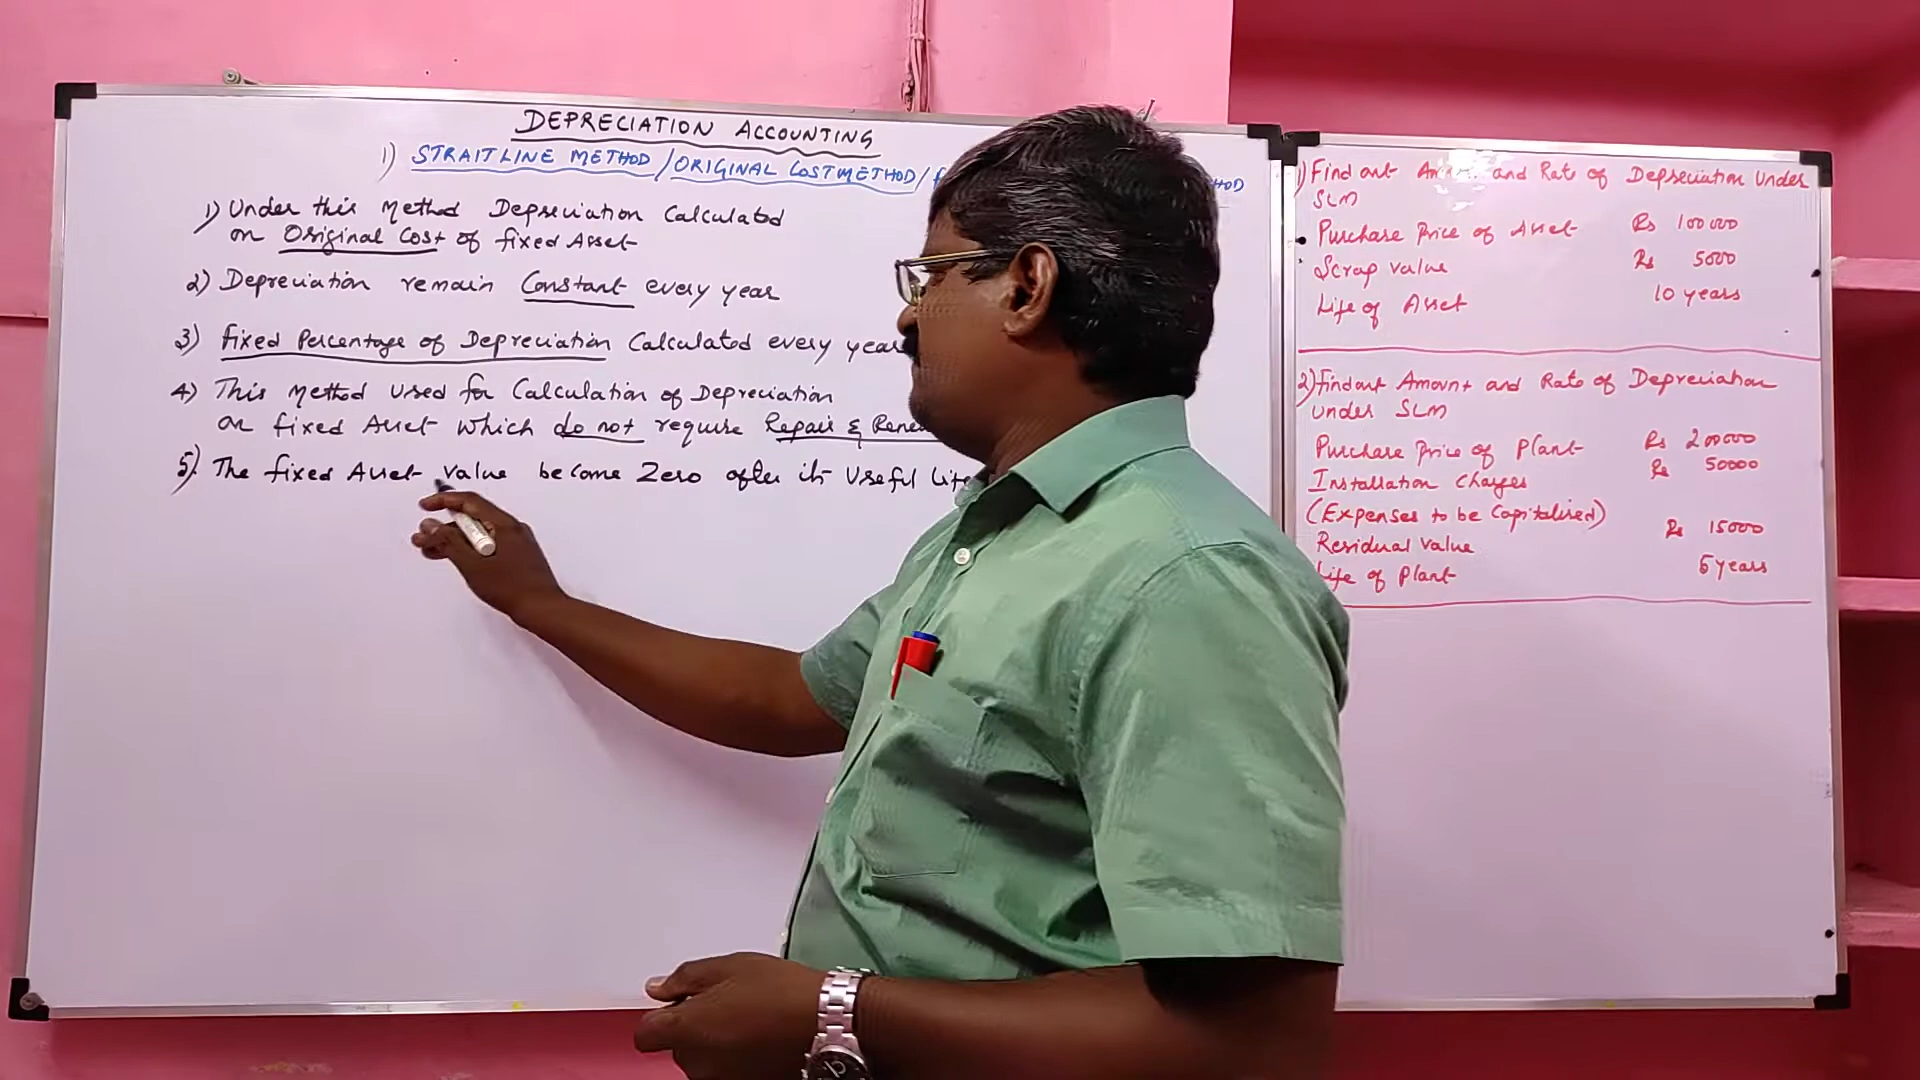 DEPRECIATION ACCOUNTING
1) STRAITLINE METHOD / ORIGINAL COST METHOD /
1) Under this Method Depreciation Calculated
on Original Cost of fixed Asset
2) Depreciation remain Constant every year
3) Fixed Percentage of Depreciation Calculated every year
4) This Method Used for Calculation of Depreciation
on fixed Asset which do not require Repair &
5) The fixed Asset value become Zero after its Useful Life
1) Find out and Rate of Depreciation Under
SLM
Purchase Price of Asset Rs 100000
Scrap value Rs 5000
Life of Asset 10 years
2) Find out Amount and Rate of Depreciation
Under SLM
Purchase Price of Plant Rs 200000
Installation Charges Rs 50000
(Expenses to be Capitalised)
Residual Value Rs 15000
Life of Plant 5 years